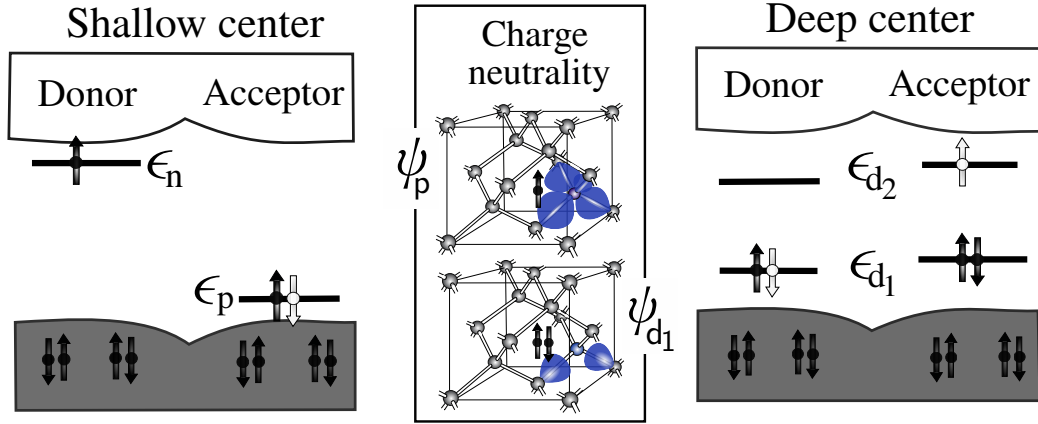 Shallow center
Donor
Acceptor
ϵn
ϵp
Charge
neutrality
ψp
ψd1
Deep center
Donor
Acceptor
ϵd2
ϵd1